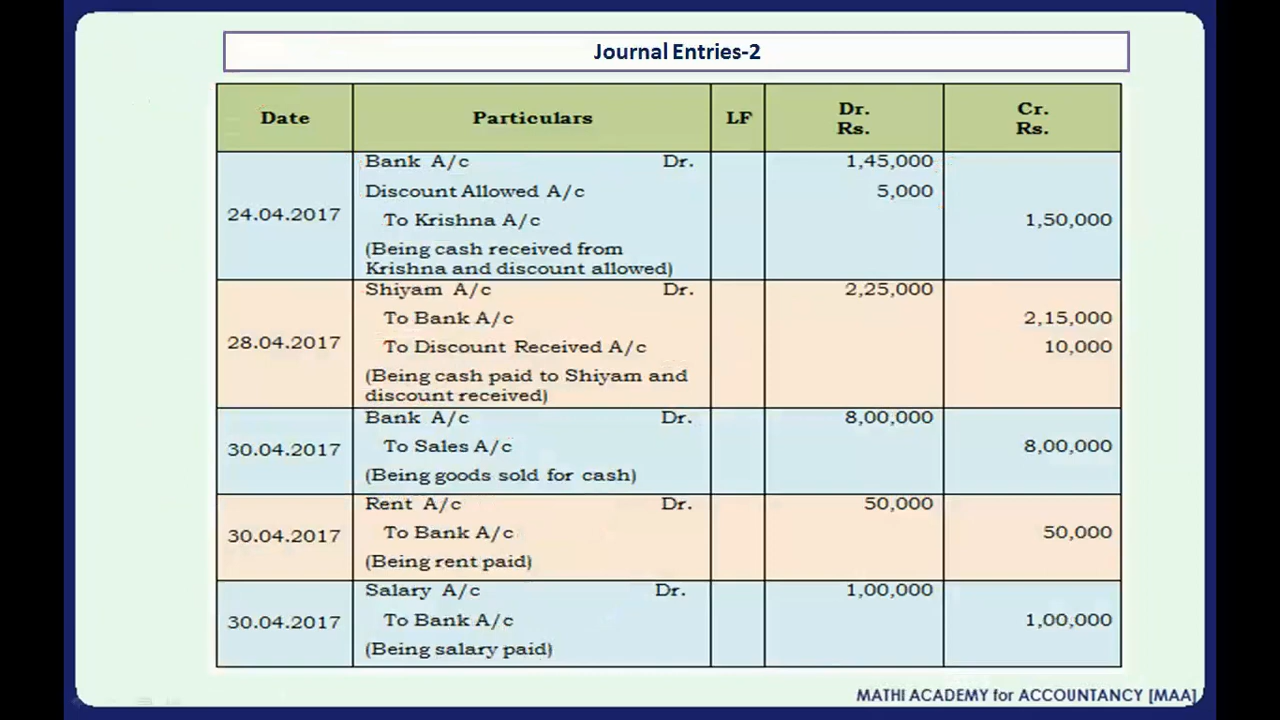 Journal Entries-2
Date Particulars LF Dr. Rs. Cr. Rs.
24.04.2017
Bank A/c Dr. 1,45,000
Discount Allowed A/c 5,000
To Krishna A/c 1,50,000
(Being cash received from
Krishna and discount allowed)
28.04.2017
Shiyam A/c Dr. 2,25,000
To Bank A/c 2,15,000
To Discount Received A/c 10,000
(Being cash paid to Shiyam and
discount received)
30.04.2017
Bank A/c Dr. 8,00,000
To Sales A/c 8,00,000
(Being goods sold for cash)
30.04.2017
Rent A/c Dr. 50,000
To Bank A/c 50,000
(Being rent paid)
30.04.2017
Salary A/c Dr. 1,00,000
To Bank A/c 1,00,000
(Being salary paid)
MATHI ACADEMY for ACCOUNTANCY [MAA]